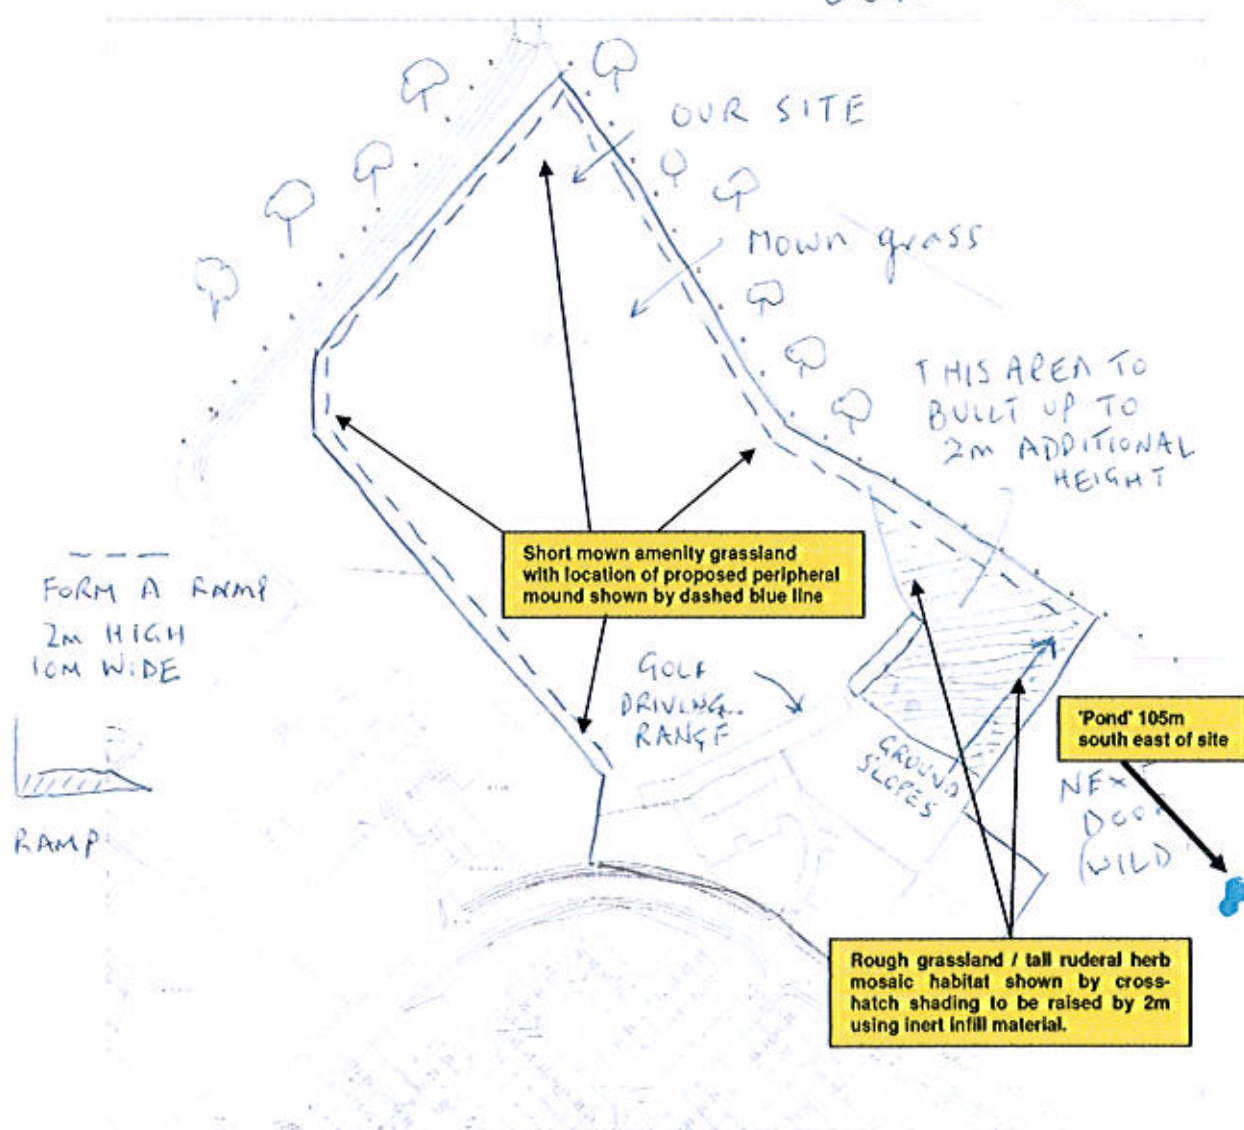 OUR SITE
Mown grass
THIS AREA TO
BUILT UP TO
2m ADDITIONAL
HEIGHT
Short mown amenity grassland
with location of proposed peripheral
mound shown by dashed blue line
FORM A RAMP
2m HIGH
10M WIDE
RAMP
GOLF
DRIVING
RANGE
GROUND
SLOPES
'Pond' 105m
south east of site
NEX
DOOR
(WILD
Rough grassland / tall ruderal herb
mosaic habitat shown by cross-
hatch shading to be raised by 2m
using inert infill material.